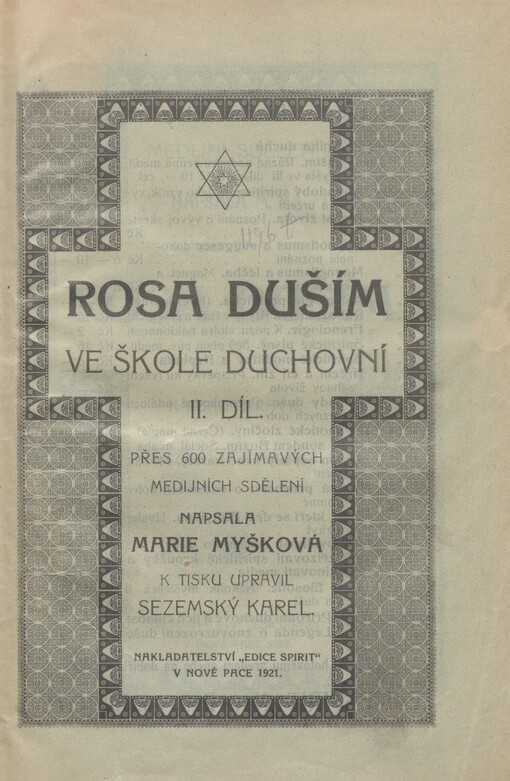 ROSA DUŠÍM
VE ŠKOLE DUCHOVNÍ
II. DÍL.
PŘES 600 ZAJÍMAVÝCH
MEDIJNÍCH SDĚLENÍ
NAPSALA
MARIE MYŠKOVÁ
K TISKU UPRAVIL
SEZEMSKÝ KAREL.
NAKLADATELSTVÍ „EDICE SPIRIT“
V NOVÉ PACE 1921.